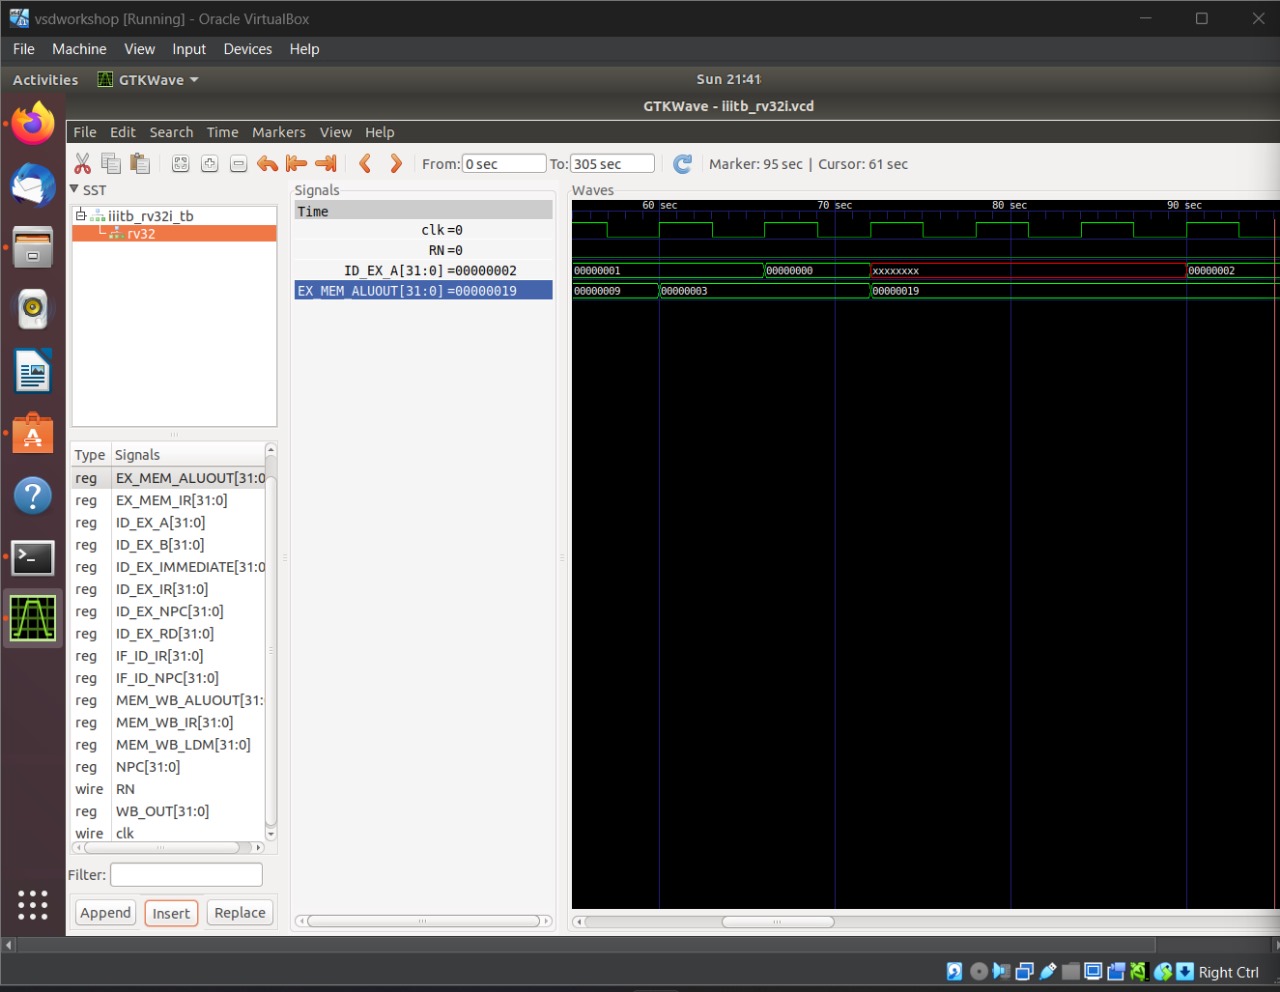 vsdworkshop [Running] - Oracle VirtualBox
File Machine View Input Devices Help
Activities GTKWave Sun 21:41
GTKWave - iiitb_rv32i.vcd
File Edit Search Time Markers View Help
From: 0 sec To: 305 sec Marker: 95 sec | Cursor: 61 sec
SST
iiitb_rv32i_tb
rv32
Type Signals
reg EX_MEM_ALUOUT[31:0
reg EX_MEM_IR[31:0]
reg ID_EX_A[31:0]
reg ID_EX_B[31:0]
reg ID_EX_IMMEDIATE[31:0
reg ID_EX_IR[31:0]
reg ID_EX_NPC[31:0]
reg ID_EX_RD[31:0]
reg IF_ID_IR[31:0]
reg IF_ID_NPC[31:0]
reg MEM_WB_ALUOUT[31:
reg MEM_WB_IR[31:0]
reg MEM_WB_LDM[31:0]
reg NPC[31:0]
wire RN
reg WB_OUT[31:0]
wire clk
Filter:
Append Insert Replace
Signals
Time
clk=0
RN=0
ID_EX_A[31:0]=00000002
EX_MEM_ALUOUT[31:0]=00000019
Waves
60 sec 70 sec 80 sec 90 sec
00000001 00000000 xxxxxxxx 00000002
00000009 00000003 00000019
Right Ctrl